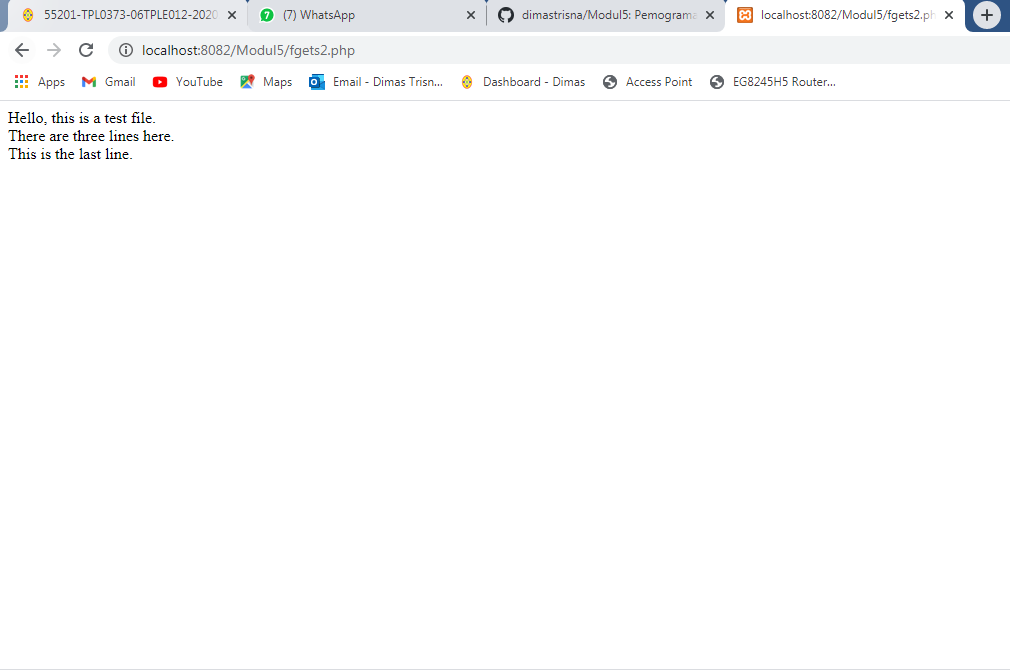 55201-TPL0373-06TPLE012-2020
(7) WhatsApp
dimastrisna/Modul5: Pemograma
localhost:8082/Modul5/fgets2.ph
localhost:8082/Modul5/fgets2.php
Apps Gmail YouTube Maps Email - Dimas Trisn... Dashboard - Dimas Access Point EG8245H5 Router...
Hello, this is a test file.
There are three lines here.
This is the last line.